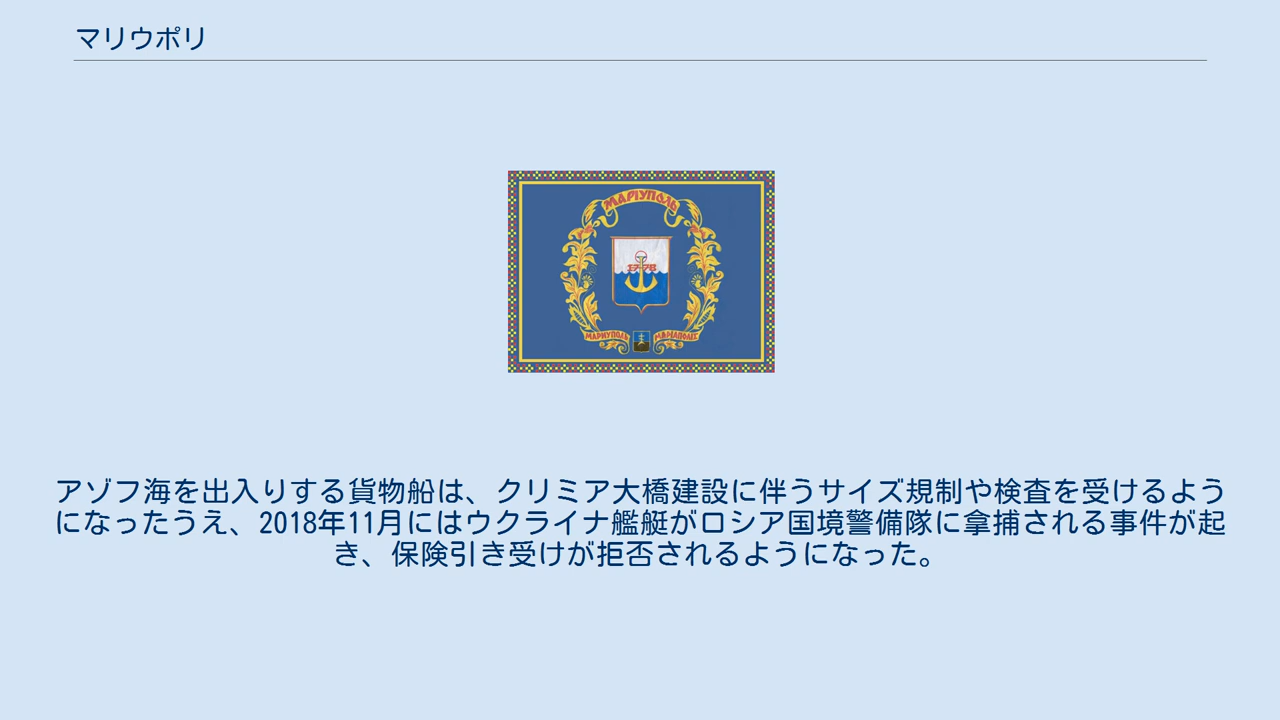 マリウポリ
МАРІУПОЛЬ
17 78
МАРИУПОЛЬ
アゾフ海を出入りする貨物船は、クリミア大橋建設に伴うサイズ規制や検査を受けるよう
になったうえ、2018年11月にはウクライナ艦艇がロシア国境警備隊に拿捕される事件が起
き、保険引き受けが拒否されるようになった。